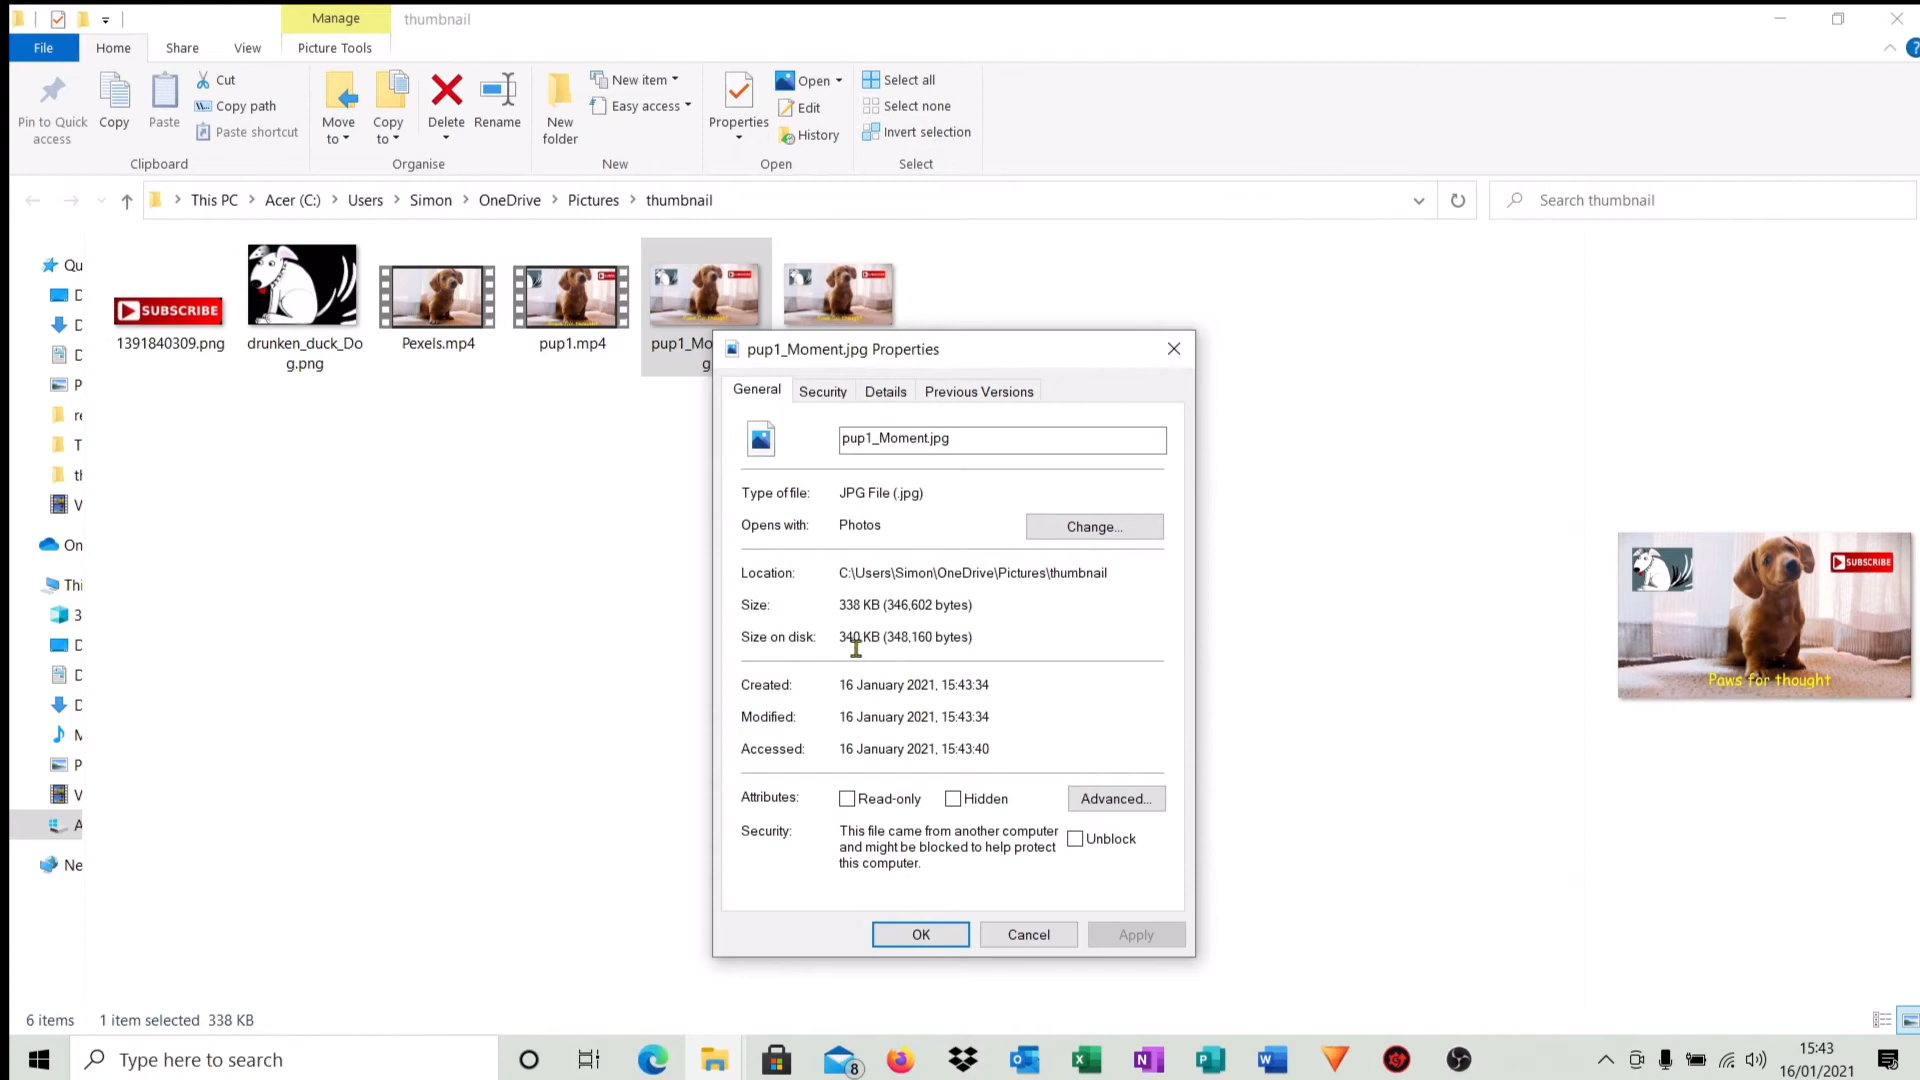 Manage
thumbnail
File
Home
Share
View
Picture Tools
Pin to Quick
access
Copy
Paste
Cut
Copy path
Paste shortcut
Clipboard
Move
to
Copy
to
Delete
Rename
Organise
New
folder
New item
Easy access
New
Properties
Open
Edit
History
Open
Select all
Select none
Invert selection
Select
This PC > Acer (C:) > Users > Simon > OneDrive > Pictures > thumbnail
Search thumbnail
Qu
D
D
D
P
re
T
th
V
On
Thi
3
D
D
D
M
P
V
A
Ne
SUBSCRIBE
1391840309.png
drunken_duck_Do
g.png
Pexels.mp4
pup1.mp4
pup1_Mo
g
pup1_Moment.jpg Properties
General
Security
Details
Previous Versions
pup1_Moment.jpg
Type of file: JPG File (.jpg)
Opens with: Photos
Change...
Location: C:\Users\Simon\OneDrive\Pictures\thumbnail
Size: 338 KB (346,602 bytes)
Size on disk: 340 KB (348,160 bytes)
Created: 16 January 2021, 15:43:34
Modified: 16 January 2021, 15:43:34
Accessed: 16 January 2021, 15:43:40
Attributes: Read-only Hidden Advanced...
Security: This file came from another computer
and might be blocked to help protect
this computer.
Unblock
OK
Cancel
Apply
SUBSCRIBE
Paws for thought
6 items 1 item selected 338 KB
Type here to search
8
15:43
16/01/2021